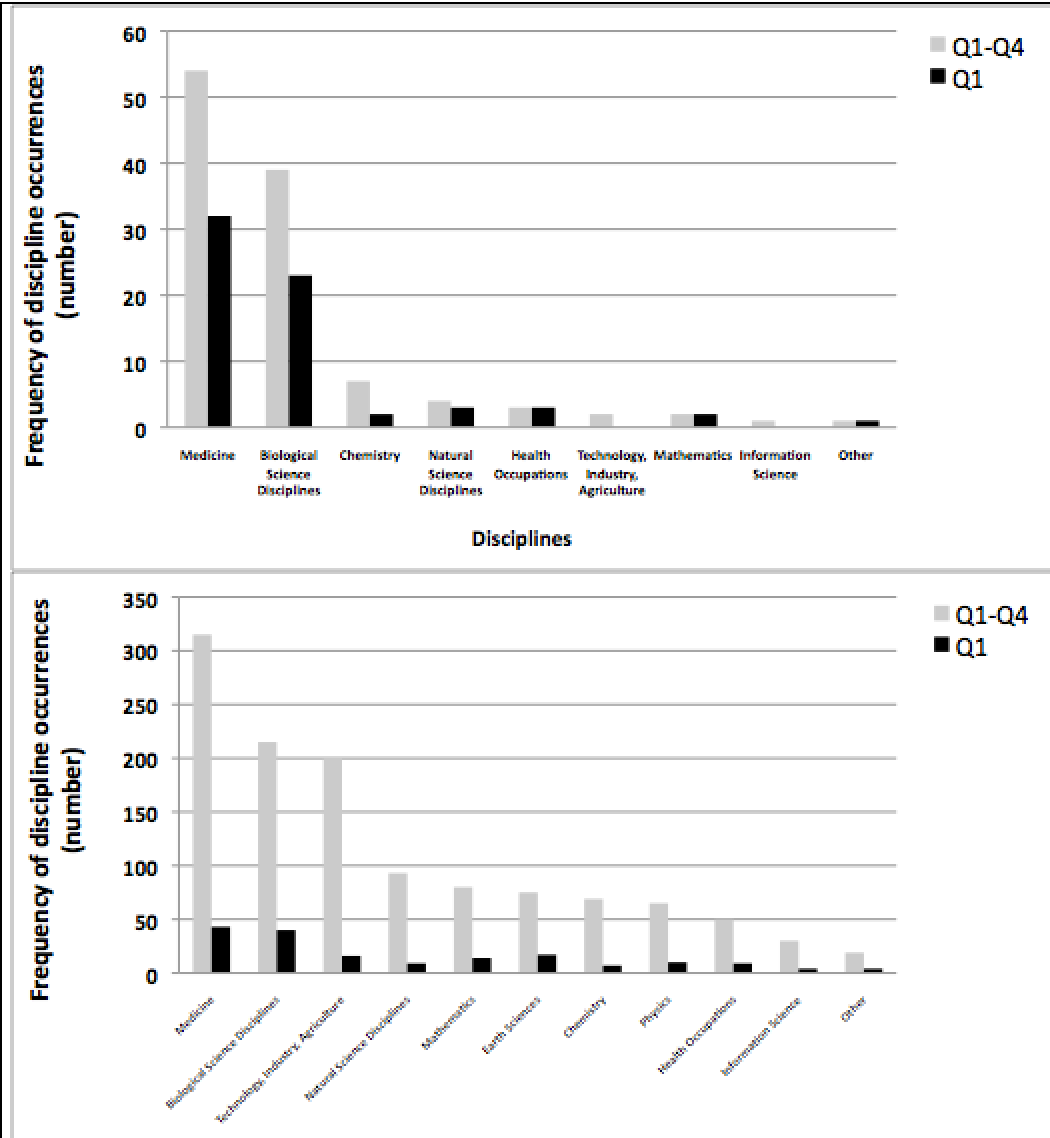 Frequency of discipline occurrences
(number)
60
50
40
30
20
10
0
Q1-Q4
Q1
Medicine
Biological
Science
Disciplines
Chemistry
Natural
Science
Disciplines
Health
Occupations
Technology,
Industry,
Agriculture
Mathematics
Information
Science
Other
Disciplines
Frequency of discipline occurrences
(number)
350
300
250
200
150
100
50
0
Q1-Q4
Q1
Medicine
Biological Science Disciplines
Technology, Industry, Agriculture
Natural Science Disciplines
Mathematics
Earth Sciences
Chemistry
Physics
Health Occupations
Information Science
Other